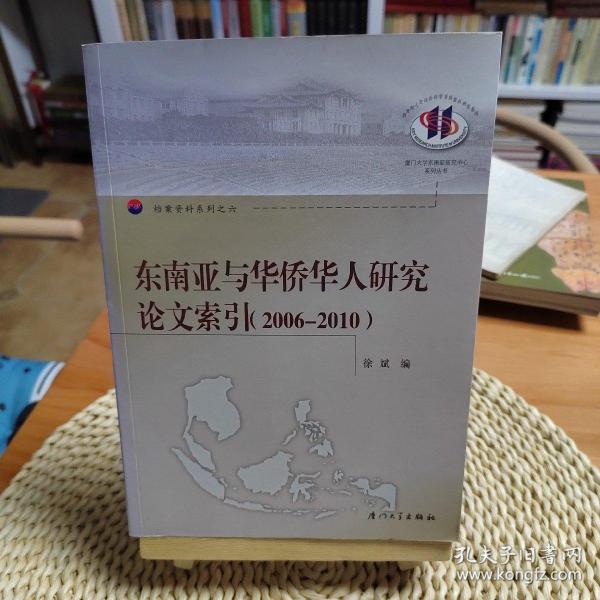 厦门大学东南亚研究中心
系列丛书
档案资料系列之六
东南亚与华侨华人研究
论文索引(2006-2010)
徐斌 编
厦门大学出版社
孔夫子旧书网
www.kongfz.com